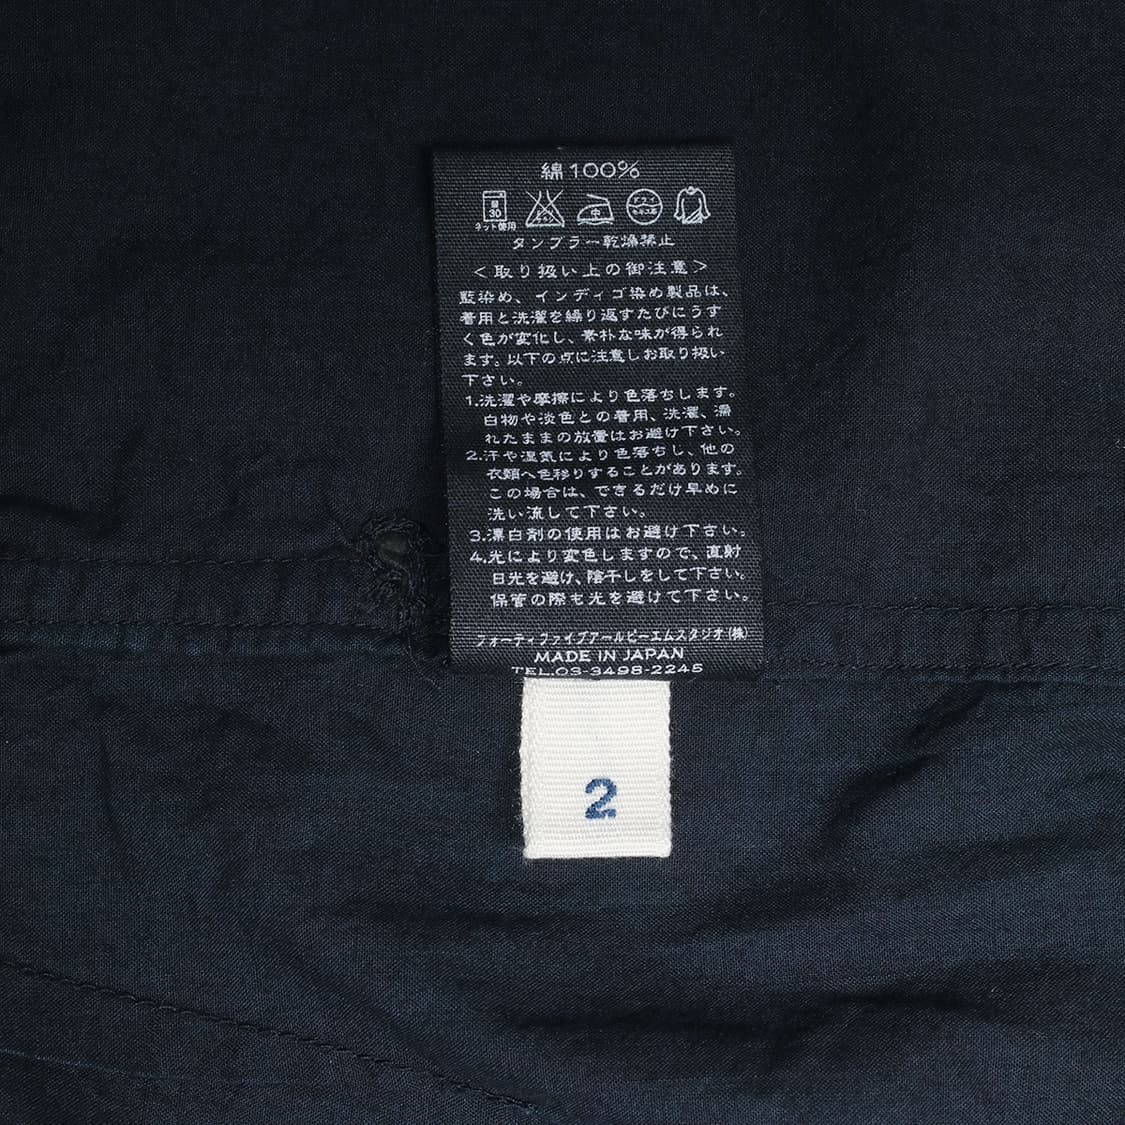 綿100%
弱
30
ネット使用
ドライ
セキユ系
中
タンブラー乾燥禁止
<取り扱い上の御注意>
藍染め、インディゴ染め製品は、
着用と洗濯を繰り返すたびにうす
く色が変化し、素朴な味が得られ
ます。以下の点に注意しお取り扱い
下さい。
1.洗濯や摩擦により色落ちします。
白物や淡色との着用、洗濯、濡
れたままの放置はお避け下さい。
2.汗や湿気により色落ちし、他の
衣類へ色移りすることがあります。
この場合は、できるだけ早めに
洗い流して下さい。
3.漂白剤の使用はお避け下さい。
4.光により変色しますので、直射
日光を避け、陰干しをして下さい。
保管の際も光を避けて下さい。
フォーティファイブアールピーエムスタジオ(株)
MADE IN JAPAN
TEL.03-3498-2245
2